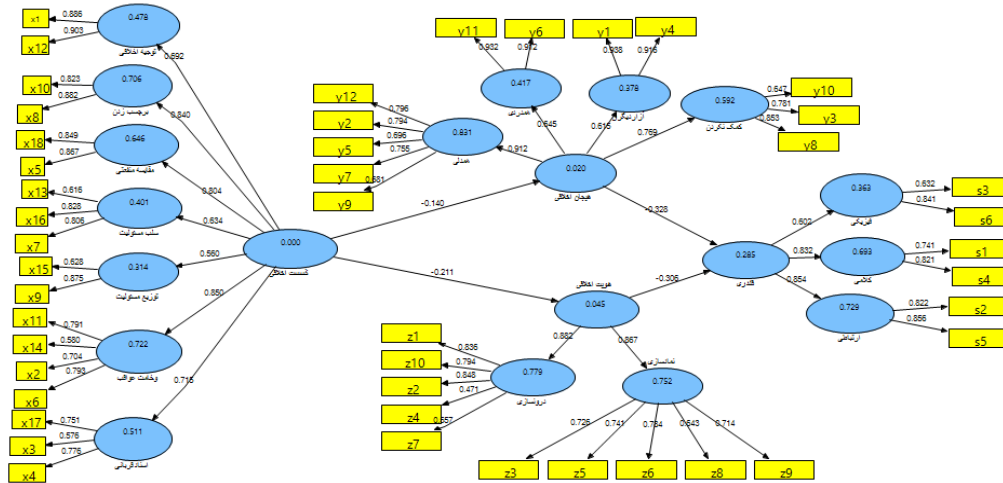 x1
0.886
x12
0.903
0.478
توجیه اخلاقی
0.692
x10
0.823
x8
0.882
0.706
برچسب زدن
0.840
x18
0.849
x5
0.867
0.646
مقایسه منفعتی
0.804
x13
0.616
x16
0.828
x7
0.806
0.401
سلب مسئولیت
0.634
x15
0.628
x9
0.875
0.314
توزیع مسئولیت
0.560
x11
0.791
x14
0.580
x2
0.704
x6
0.793
0.722
وخامت عواقب
0.850
x17
0.751
x3
0.576
x4
0.776
0.511
اسناد قربانی
0.715
0.000
گسست اخلاقی
-0.140
-0.211
y11
0.932
y6
0.972
0.417
همدردی
0.645
y1
0.938
y4
0.916
0.378
آزاردیگری
0.615
y10
0.647
y3
0.781
y8
0.853
0.592
کمک نکردن
0.769
y12
0.796
y2
0.794
y5
0.696
y7
0.755
y9
0.831
همدلی
0.912
0.020
هیجان اخلاقی
-0.328
هویت اخلاقی
0.045
-0.306
0.285
قلدری
s3
0.632
s6
0.841
0.363
فیزیکی
0.602
s1
0.741
s4
0.821
0.693
کلامی
0.832
s2
0.822
s5
0.856
0.729
ارتباطی
0.854
z1
0.836
z10
0.794
z2
0.848
z4
0.471
z7
0.779
درونسازی
0.882
0.867
نمادسازی
0.752
0.726
0.741
0.784
0.643
0.714
z3
z5
z6
z8
z9